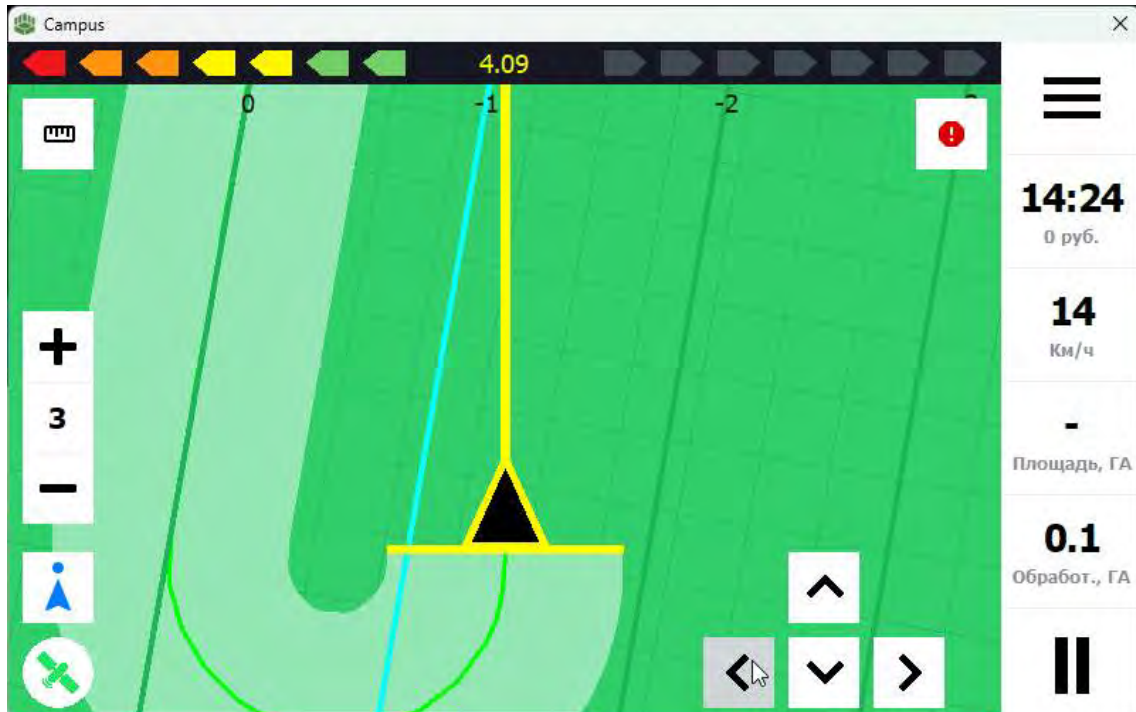 Campus
4.09
0
-1
-2
14:24
0 руб.
14
Км/ч
3
-
Площадь, ГА
0.1
Обработ., ГА